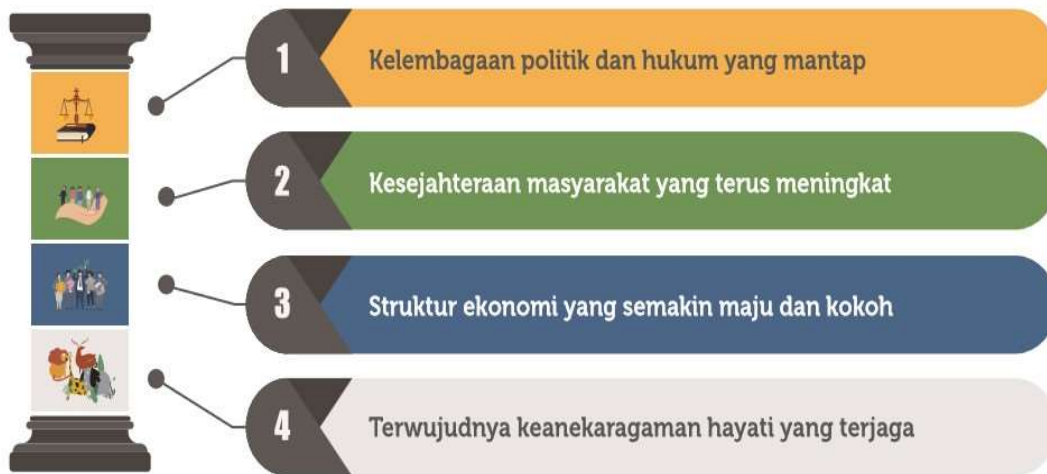 1
Kelembagaan politik dan hukum yang mantap
2
Kesejahteraan masyarakat yang terus meningkat
3
Struktur ekonomi yang semakin maju dan kokoh
4
Terwujudnya keanekaragaman hayati yang terjaga